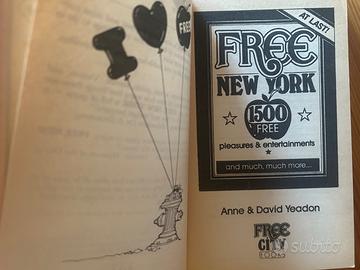 I
FREE
AT LAST!
FREE
NEW YORK
1500
FREE
pleasures & entertainments
and much, much more...
Anne & David Yeadon
FREE
CITY
BOOKS
subito